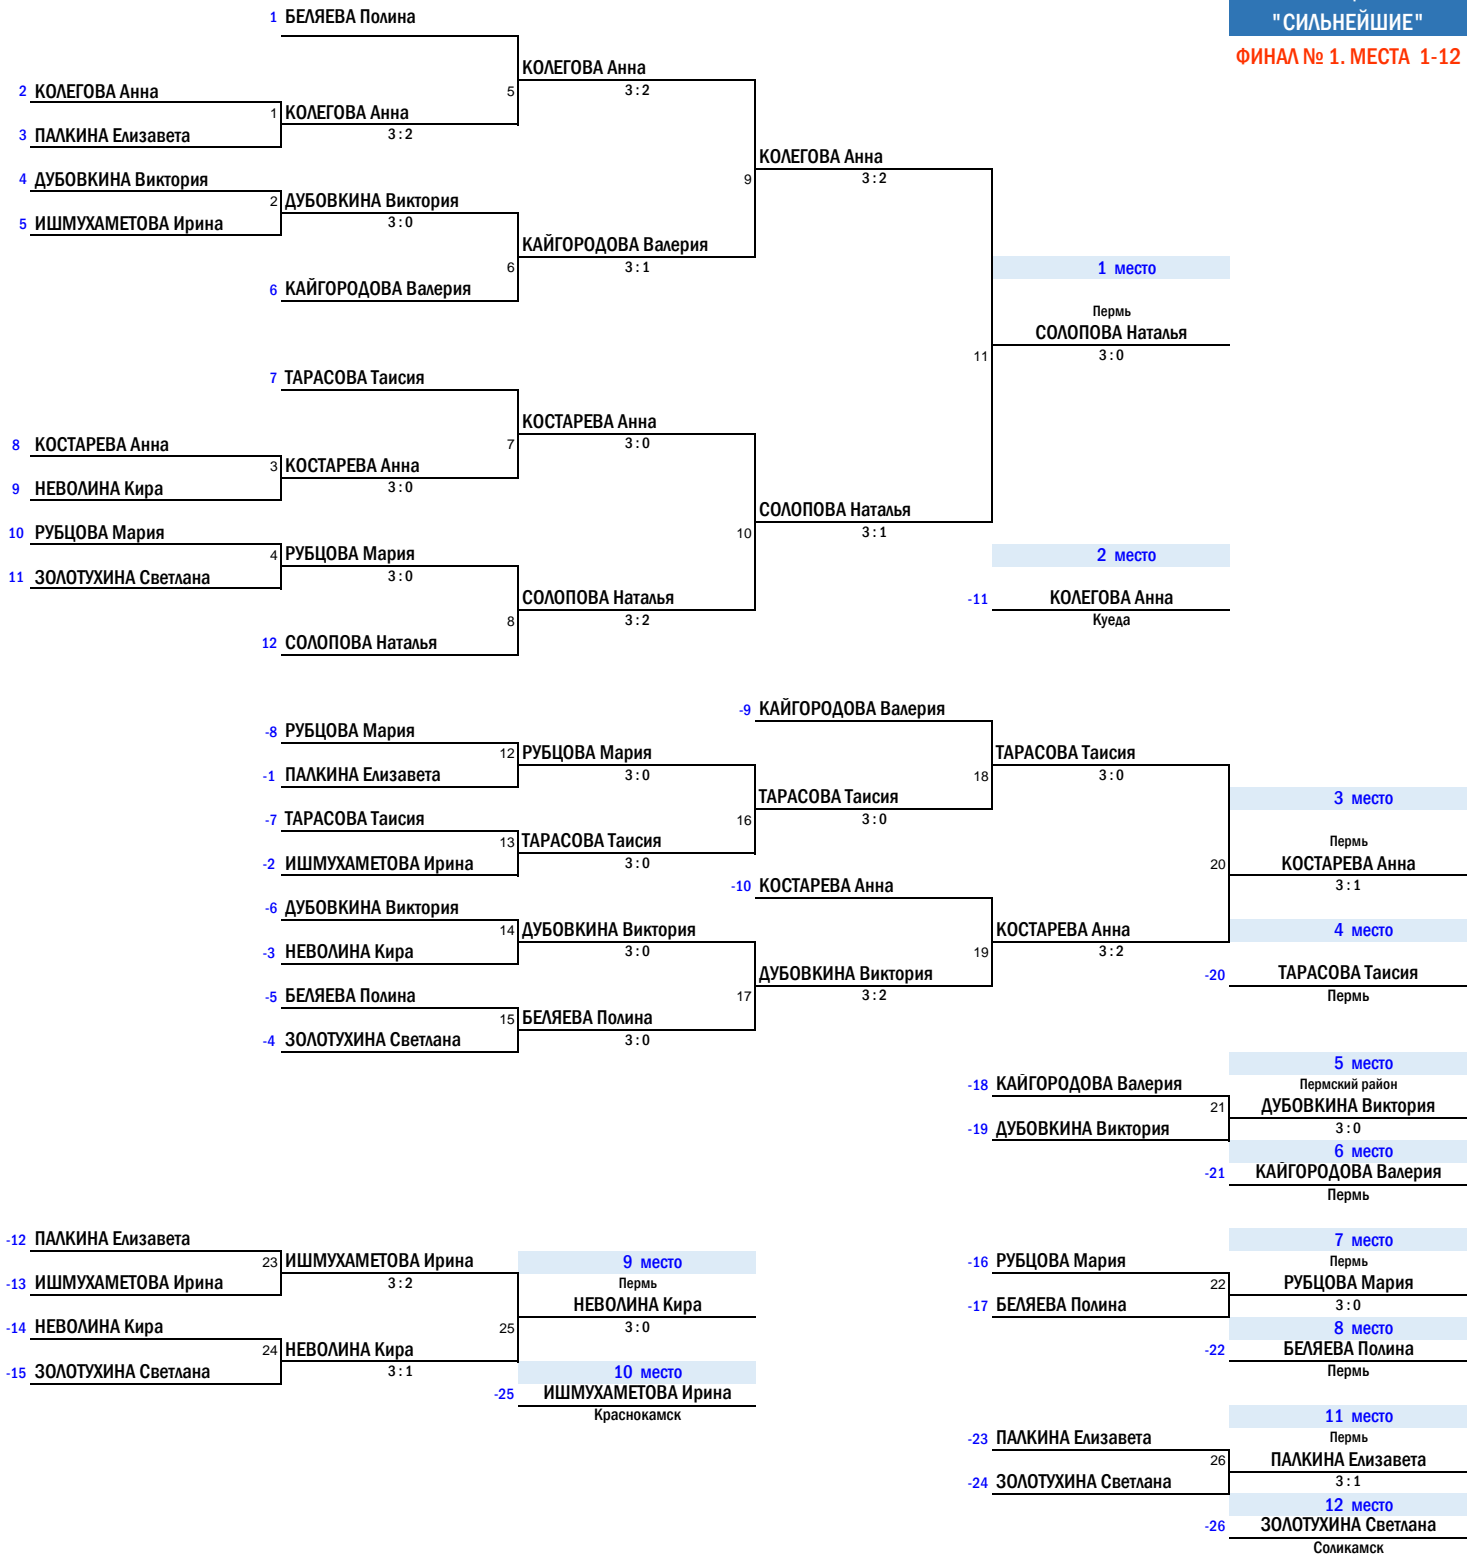 "СИЛЬНЕЙШИЕ"
ФИНАЛ № 1. МЕСТА 1-12
1 БЕЛЯЕВА Полина
КОЛЕГОВА Анна
2 КОЛЕГОВА Анна
5
3 : 2
1 КОЛЕГОВА Анна
3 ПАЛКИНА Елизавета
3 : 2
КОЛЕГОВА Анна
4 ДУБОВКИНА Виктория
9
3 : 2
2 ДУБОВКИНА Виктория
5 ИШМУХАМЕТОВА Ирина
3 : 0
КАЙГОРОДОВА Валерия
6
3 : 1
1 место
6 КАЙГОРОДОВА Валерия
Пермь
СОЛОПОВА Наталья
11
3 : 0
7 ТАРАСОВА Таисия
КОСТАРЕВА Анна
8 КОСТАРЕВА Анна
7
3 : 0
3 КОСТАРЕВА Анна
9 НЕВОЛИНА Кира
3 : 0
СОЛОПОВА Наталья
10 РУБЦОВА Мария
10
3 : 1
4 РУБЦОВА Мария
2 место
11 ЗОЛОТУХИНА Светлана
3 : 0
СОЛОПОВА Наталья
-11 КОЛЕГОВА Анна
8
3 : 2
Куеда
12 СОЛОПОВА Наталья
-9 КАЙГОРОДОВА Валерия
-8 РУБЦОВА Мария
12 РУБЦОВА Мария
ТАРАСОВА Таисия
-1 ПАЛКИНА Елизавета
3 : 0
18
3 : 0
ТАРАСОВА Таисия
3 место
-7 ТАРАСОВА Таисия
16
3 : 0
13 ТАРАСОВА Таисия
Пермь
-2 ИШМУХАМЕТОВА Ирина
3 : 0
20
КОСТАРЕВА Анна
-10 КОСТАРЕВА Анна
3 : 1
-6 ДУБОВКИНА Виктория
14 ДУБОВКИНА Виктория
КОСТАРЕВА Анна
4 место
-3 НЕВОЛИНА Кира
3 : 0
19
3 : 2
ДУБОВКИНА Виктория
-20 ТАРАСОВА Таисия
-5 БЕЛЯЕВА Полина
17
3 : 2
Пермь
15 БЕЛЯЕВА Полина
-4 ЗОЛОТУХИНА Светлана
3 : 0
5 место
-18 КАЙГОРОДОВА Валерия
Пермский район
21
ДУБОВКИНА Виктория
-19 ДУБОВКИНА Виктория
3 : 0
6 место
-21 КАЙГОРОДОВА Валерия
Пермь
-12 ПАЛКИНА Елизавета
7 место
23 ИШМУХАМЕТОВА Ирина
9 место
-16 РУБЦОВА Мария
Пермь
-13 ИШМУХАМЕТОВА Ирина
3 : 2
Пермь
22
РУБЦОВА Мария
НЕВОЛИНА Кира
-17 БЕЛЯЕВА Полина
3 : 0
-14 НЕВОЛИНА Кира
25
3 : 0
8 место
24 НЕВОЛИНА Кира
-22 БЕЛЯЕВА Полина
-15 ЗОЛОТУХИНА Светлана
3 : 1
10 место
Пермь
-25 ИШМУХАМЕТОВА Ирина
Краснокамск
11 место
-23 ПАЛКИНА Елизавета
Пермь
26
ПАЛКИНА Елизавета
-24 ЗОЛОТУХИНА Светлана
3 : 1
12 место
-26 ЗОЛОТУХИНА Светлана
Соликамск